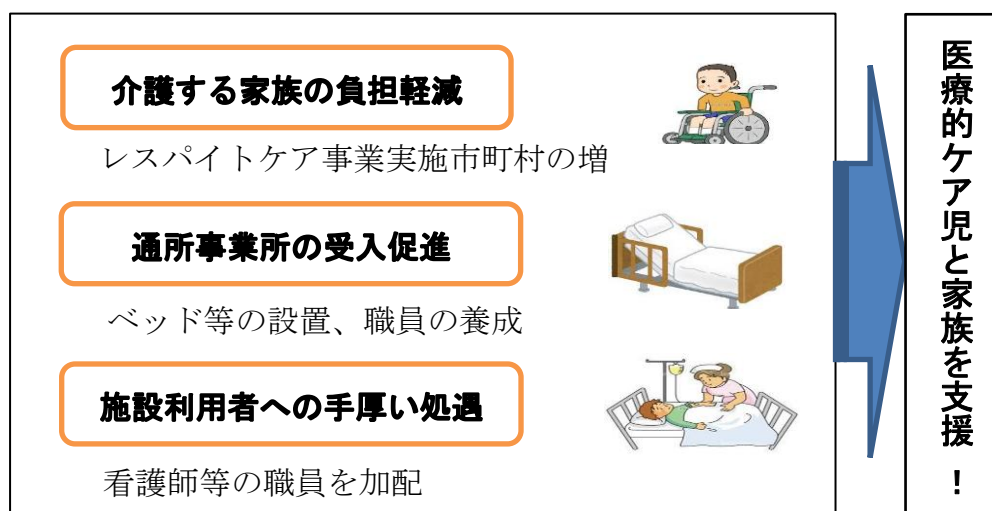 介護する家族の負担軽減
レスパイトケア事業実施市町村の増
通所事業所の受入促進
ベッド等の設置、職員の養成
施設利用者への手厚い処遇
看護師等の職員を加配
医療的ケア児と家族を支援！